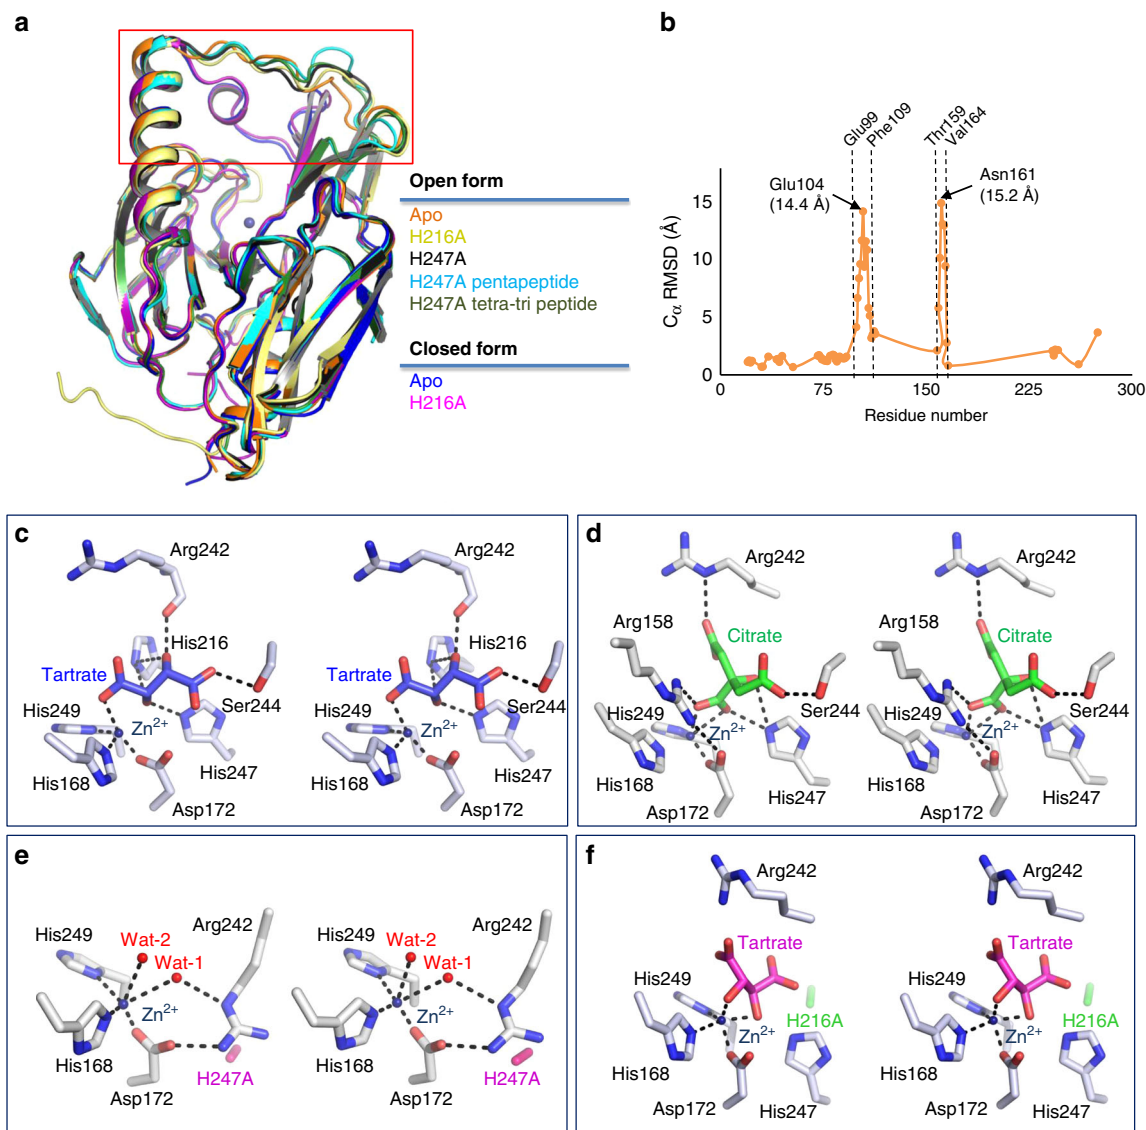 a
Open form
Apo
H216A
H247A
H247A pentapeptide
H247A tetra-tri peptide
Closed form
Apo
H216A
b
Glu99
Phe109
Thr159
Val164
Glu104
(14.4 Å)
Asn161
(15.2 Å)
Cα RMSD (Å)
15
10
5
0
0
75
150
225
300
Residue number
c
Arg242
His216
Tartrate
Ser244
His249
Zn2+
His168
His247
Asp172
Arg242
His216
Tartrate
Ser244
His249
Zn2+
His168
His247
Asp172
d
Arg242
Arg158
Citrate
His249
Ser244
Zn2+
His168
His247
Asp172
Arg242
Arg158
Citrate
His249
Ser244
Zn2+
His168
His247
Asp172
e
Arg242
His249
Wat-2
Wat-1
Zn2+
His168
H247A
Asp172
Arg242
His249
Wat-2
Wat-1
Zn2+
His168
H247A
Asp172
f
Arg242
Tartrate
His249
H216A
Zn2+
His168
Asp172
His247
Arg242
Tartrate
His249
H216A
Zn2+
His168
Asp172
His247